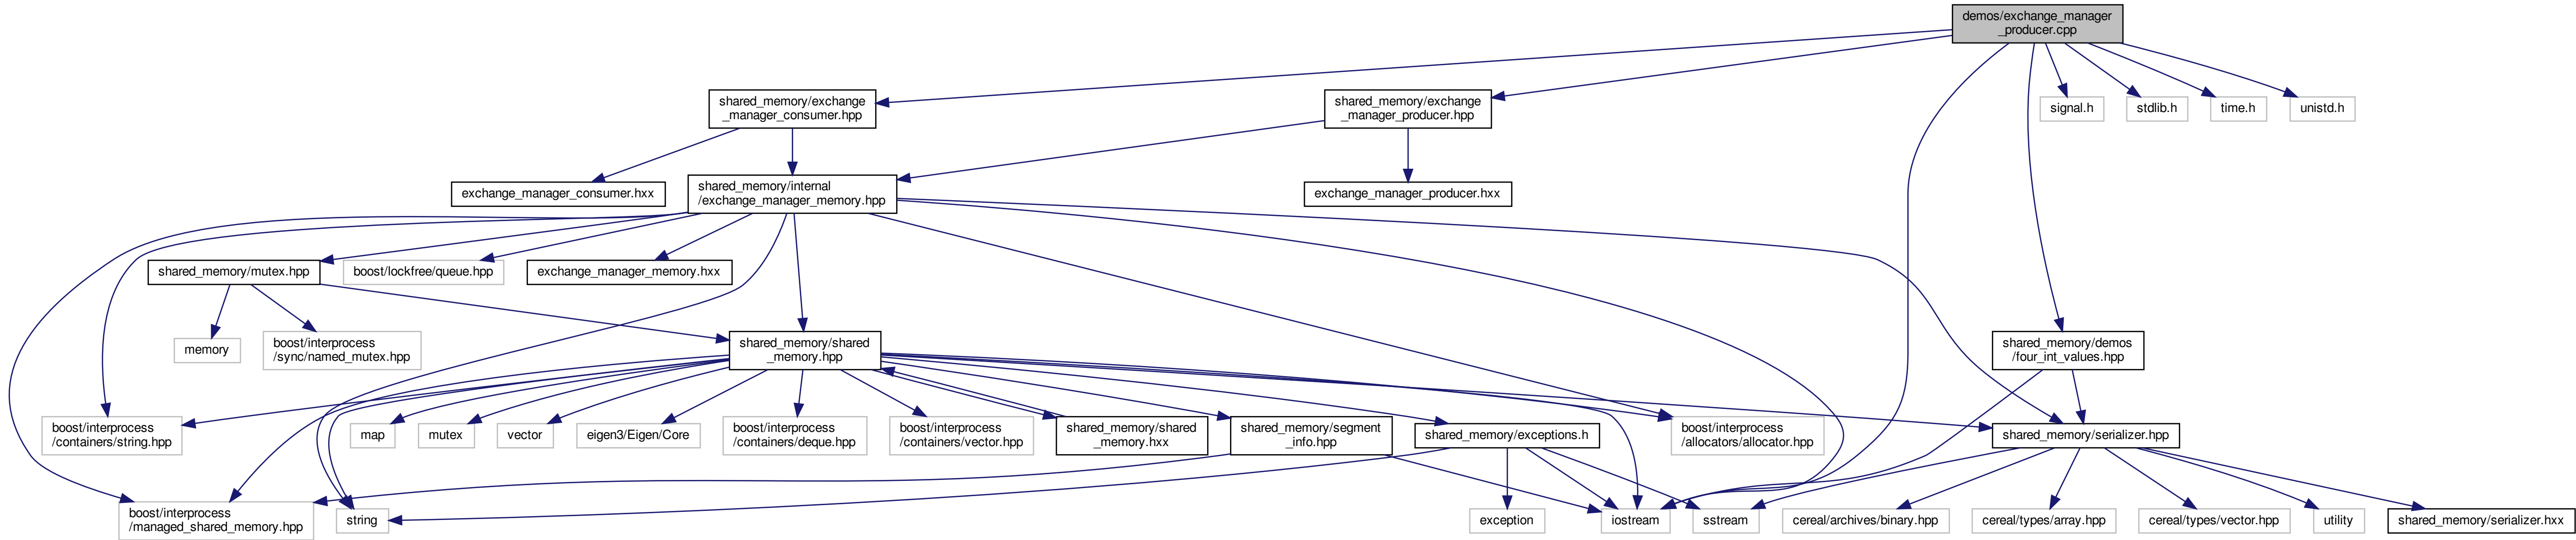 demos/exchange_manager
_producer.cpp
shared_memory/exchange
_manager_consumer.hpp
shared_memory/exchange
_manager_producer.hpp
signal.h
stdlib.h
time.h
unistd.h
exchange_manager_consumer.hxx
shared_memory/internal
/exchange_manager_memory.hpp
exchange_manager_producer.hxx
shared_memory/mutex.hpp
boost/lockfree/queue.hpp
exchange_manager_memory.hxx
memory
boost/interprocess
/sync/named_mutex.hpp
shared_memory/shared
_memory.hpp
shared_memory/demos
/four_int_values.hpp
boost/interprocess
/containers/string.hpp
map
mutex
vector
eigen3/Eigen/Core
boost/interprocess
/containers/deque.hpp
boost/interprocess
/containers/vector.hpp
shared_memory/shared
_memory.hxx
shared_memory/segment
_info.hpp
shared_memory/exceptions.h
boost/interprocess
/allocators/allocator.hpp
shared_memory/serializer.hpp
boost/interprocess
/managed_shared_memory.hpp
string
exception
iostream
sstream
cereal/archives/binary.hpp
cereal/types/array.hpp
cereal/types/vector.hpp
utility
shared_memory/serializer.hxx